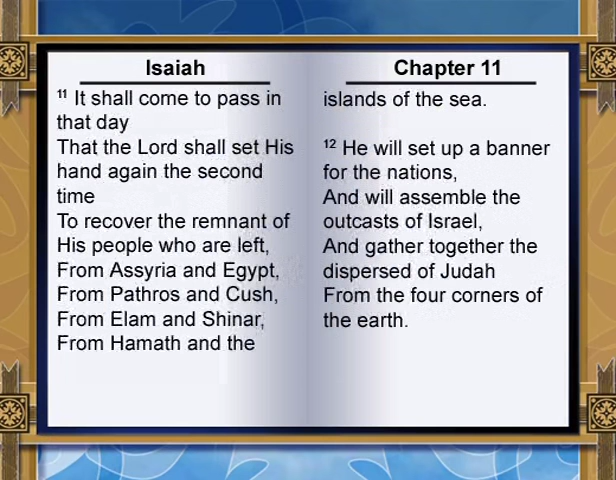 Isaiah
¹¹ It shall come to pass in
that day
That the Lord shall set His
hand again the second
time
To recover the remnant of
His people who are left,
From Assyria and Egypt,
From Pathros and Cush,
From Elam and Shinar,
From Hamath and the
Chapter 11
islands of the sea.
¹² He will set up a banner
for the nations,
And will assemble the
outcasts of Israel,
And gather together the
dispersed of Judah
From the four corners of
the earth.